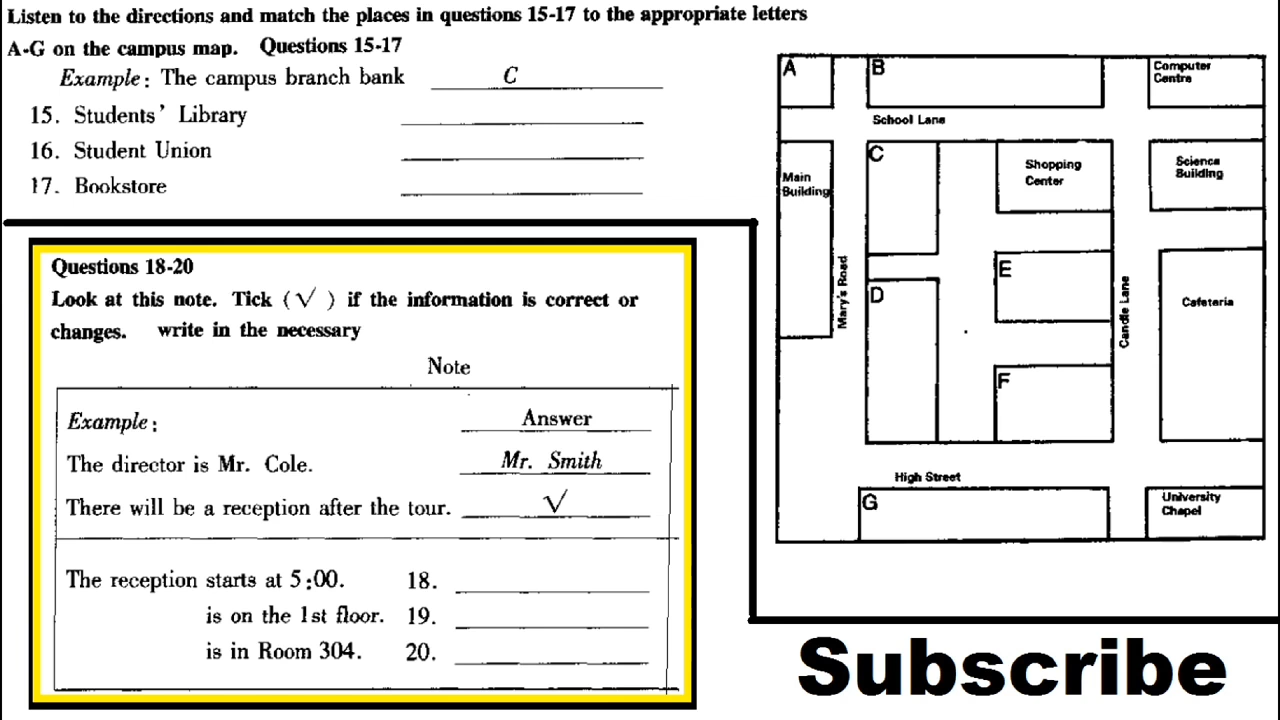 Listen to the directions and match the places in questions 15-17 to the appropriate letters
A-G on the campus map. Questions 15-17
Example: The campus branch bank C
15. Students' Library
16. Student Union
17. Bookstore
Questions 18-20
Look at this note. Tick (√) if the information is correct or
changes. write in the necessary
Note
Example: Answer
The director is Mr. Cole. Mr. Smith
There will be a reception after the tour. √
The reception starts at 5:00. 18.
is on the 1st floor. 19.
is in Room 304. 20.
A
B
Computer
Centre
School Lane
C
Shopping
Center
Science
Building
Main
Building
Mary's Road
E
D
Candle Lane
Cafeteria
F
High Street
G
University
Chapel
Subscribe